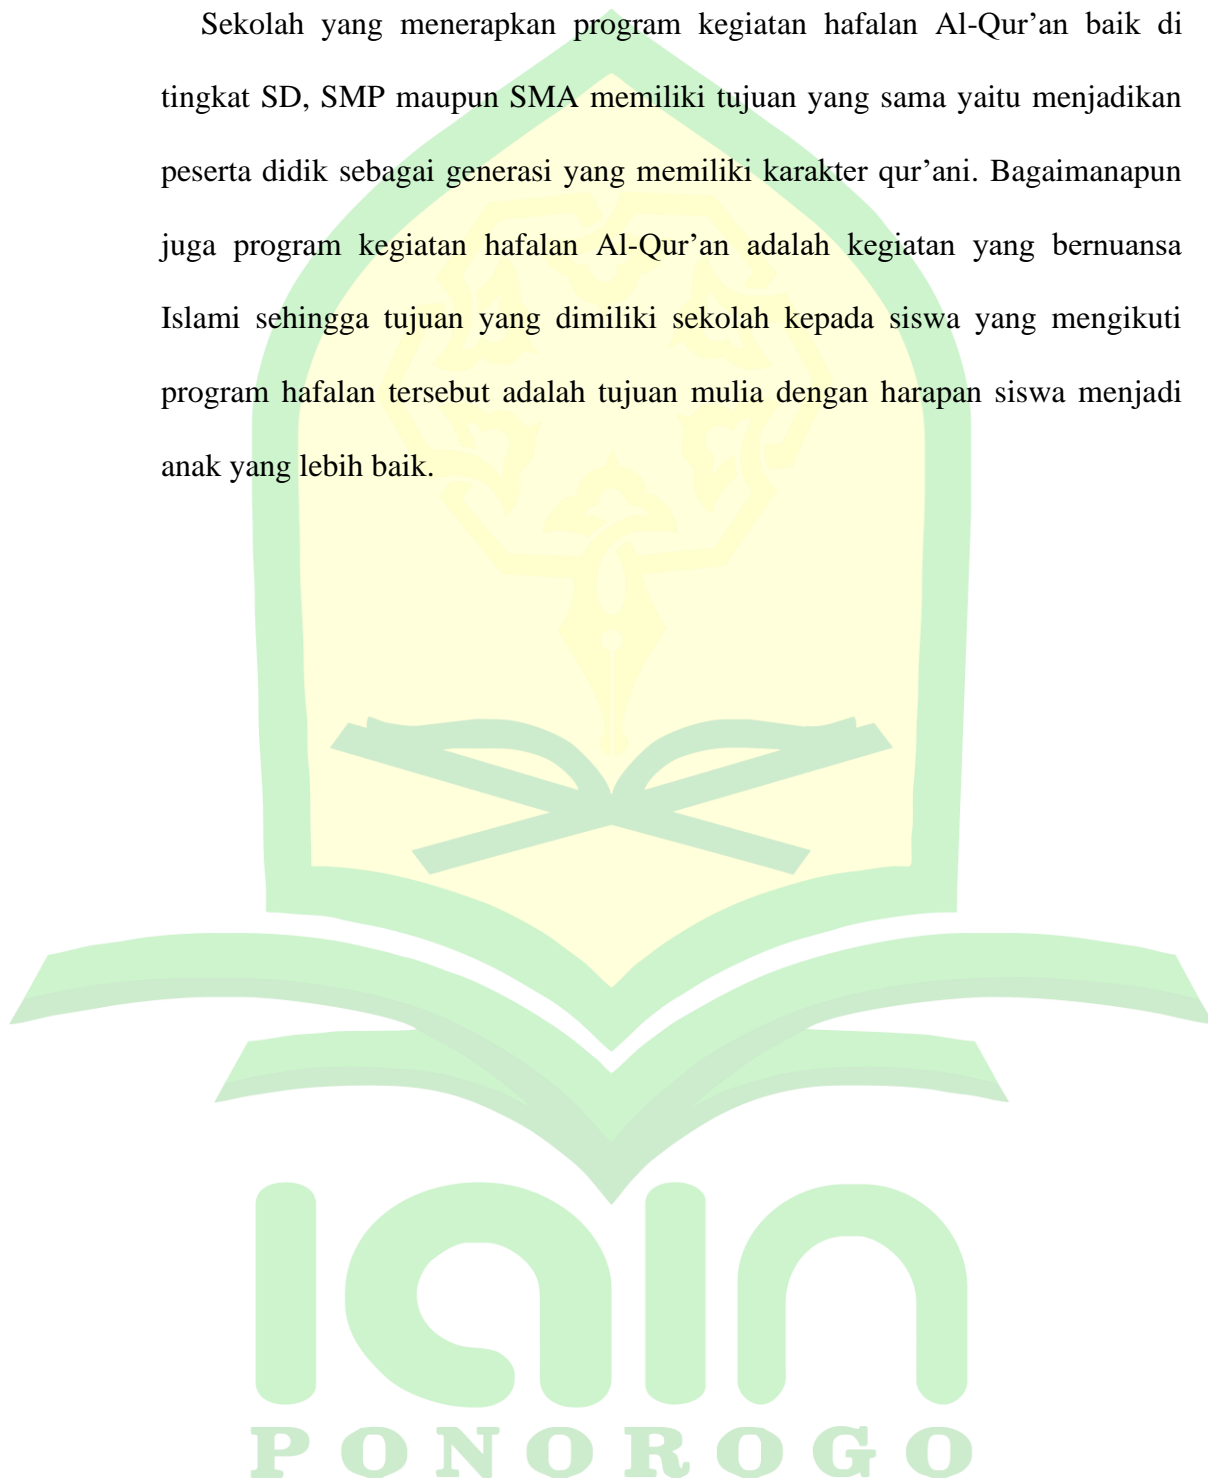 Sekolah yang menerapkan program kegiatan hafalan Al-Qur’an baik di
tingkat SD, SMP maupun SMA memiliki tujuan yang sama yaitu menjadikan
peserta didik sebagai generasi yang memiliki karakter qur’ani. Bagaimanapun
juga program kegiatan hafalan Al-Qur’an adalah kegiatan yang bernuansa
Islami sehingga tujuan yang dimiliki sekolah kepada siswa yang mengikuti
program hafalan tersebut adalah tujuan mulia dengan harapan siswa menjadi
anak yang lebih baik.
iain
PONOROGO